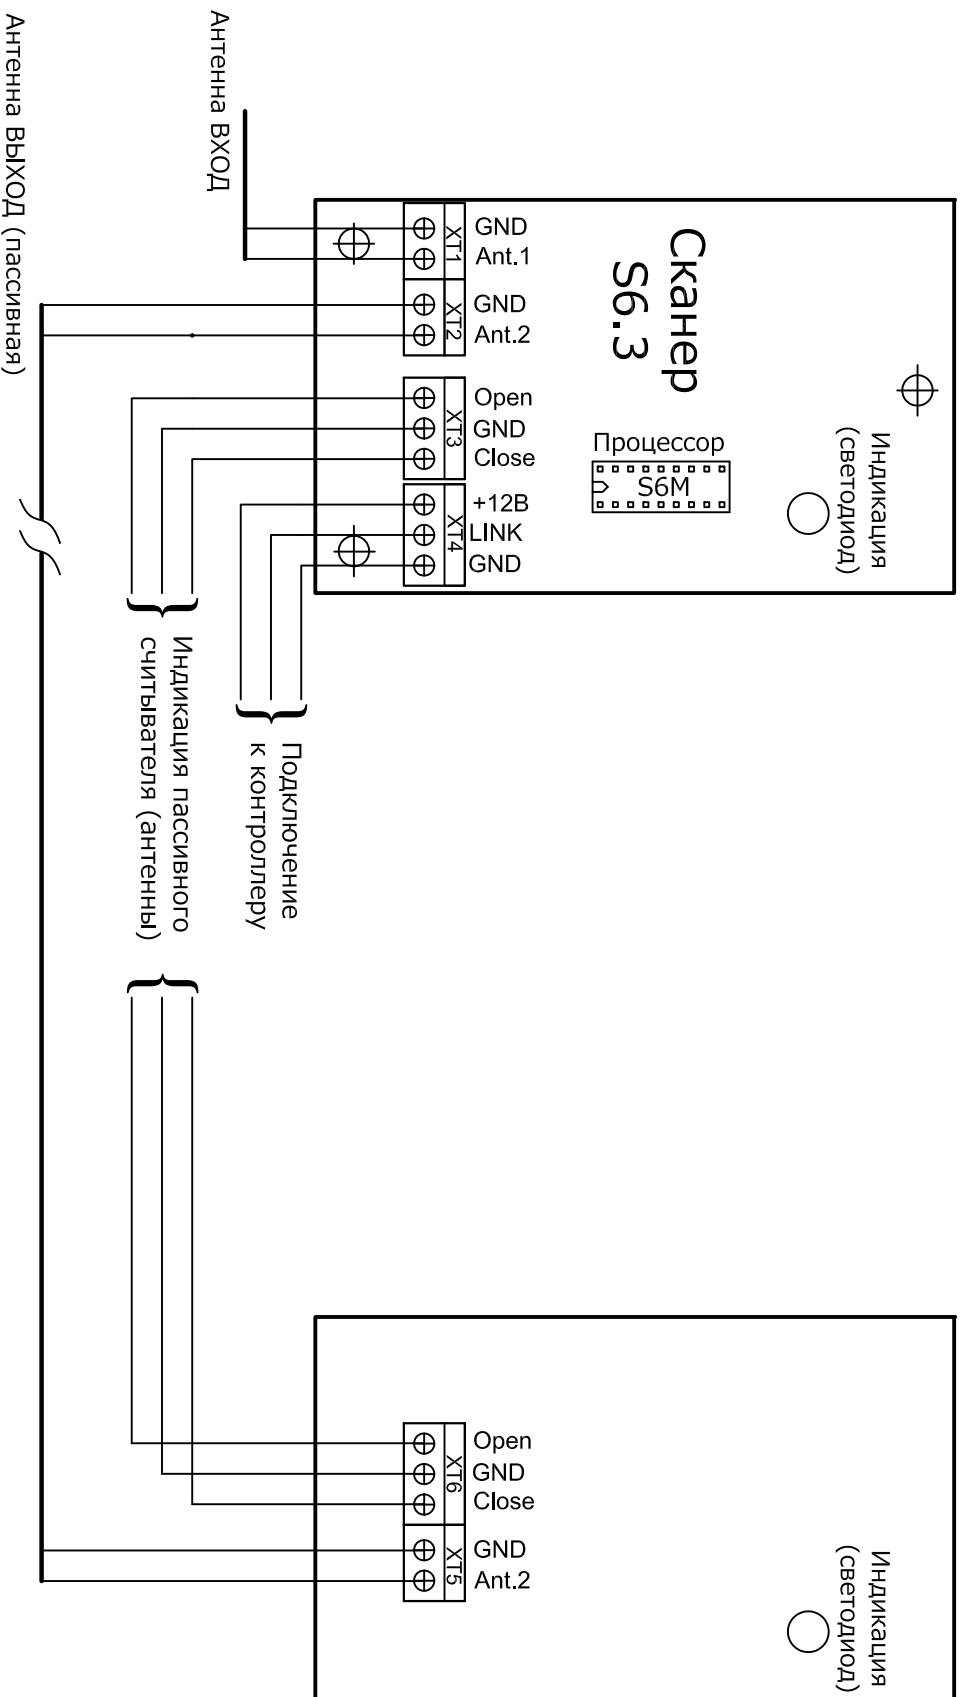 Антенна ВЫХОД (пассивная)
Антенна ВХОД
Сканер
S6.3
Процессор
S6M
Индикация
(светодиод)
XT1
GND
Ant.1
XT2
GND
Ant.2
XT3
Open
GND
Close
XT4
+12В
LINK
GND
Индикация пассивного
считывателя (антенны)
Подключение
к контроллеру
XT6
Open
GND
Close
XT5
GND
Ant.2
Индикация
(светодиод)